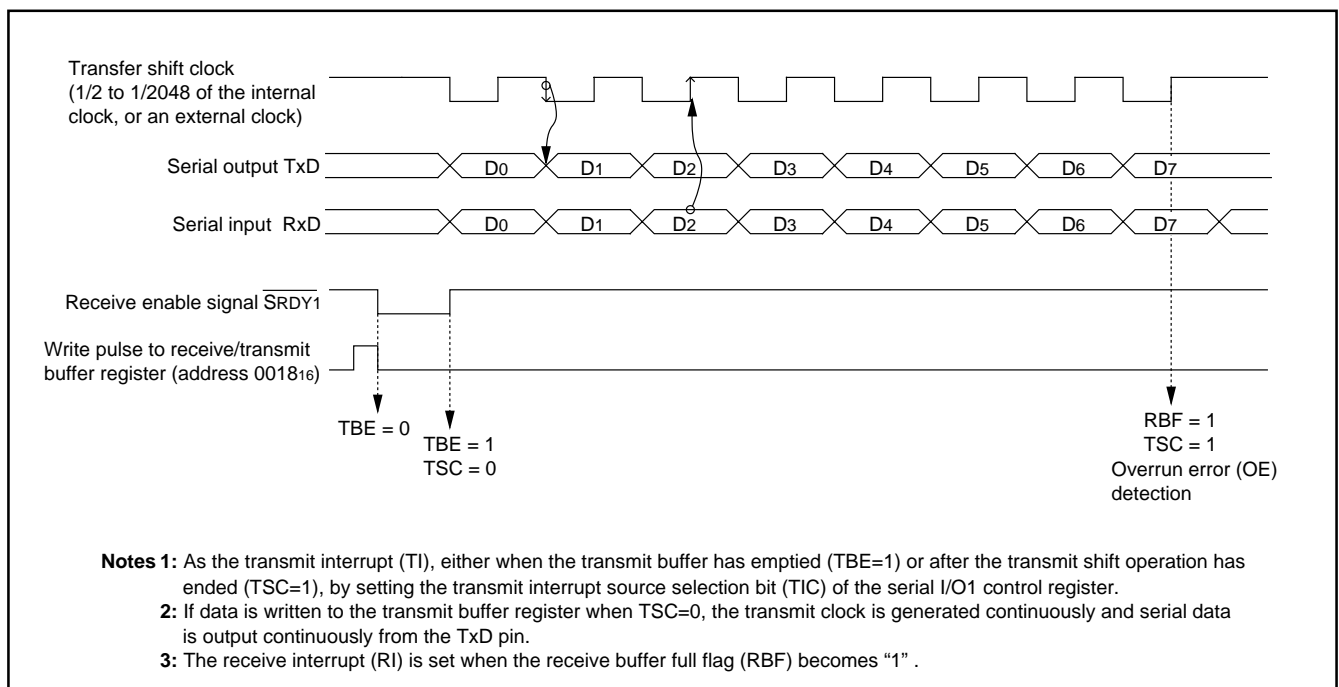 Transfer shift clock
(1/2 to 1/2048 of the internal
clock, or an external clock)
Serial output TxD
D0 D1 D2 D3 D4 D5 D6 D7
Serial input RxD
D0 D1 D2 D3 D4 D5 D6 D7
Receive enable signal SRDY1
Write pulse to receive/transmit
buffer register (address 001816)
TBE = 0
TBE = 1
TSC = 0
RBF = 1
TSC = 1
Overrun error (OE)
detection
Notes 1: As the transmit interrupt (TI), either when the transmit buffer has emptied (TBE=1) or after the transmit shift operation has
ended (TSC=1), by setting the transmit interrupt source selection bit (TIC) of the serial I/O1 control register.
2: If data is written to the transmit buffer register when TSC=0, the transmit clock is generated continuously and serial data
is output continuously from the TxD pin.
3: The receive interrupt (RI) is set when the receive buffer full flag (RBF) becomes “1” .